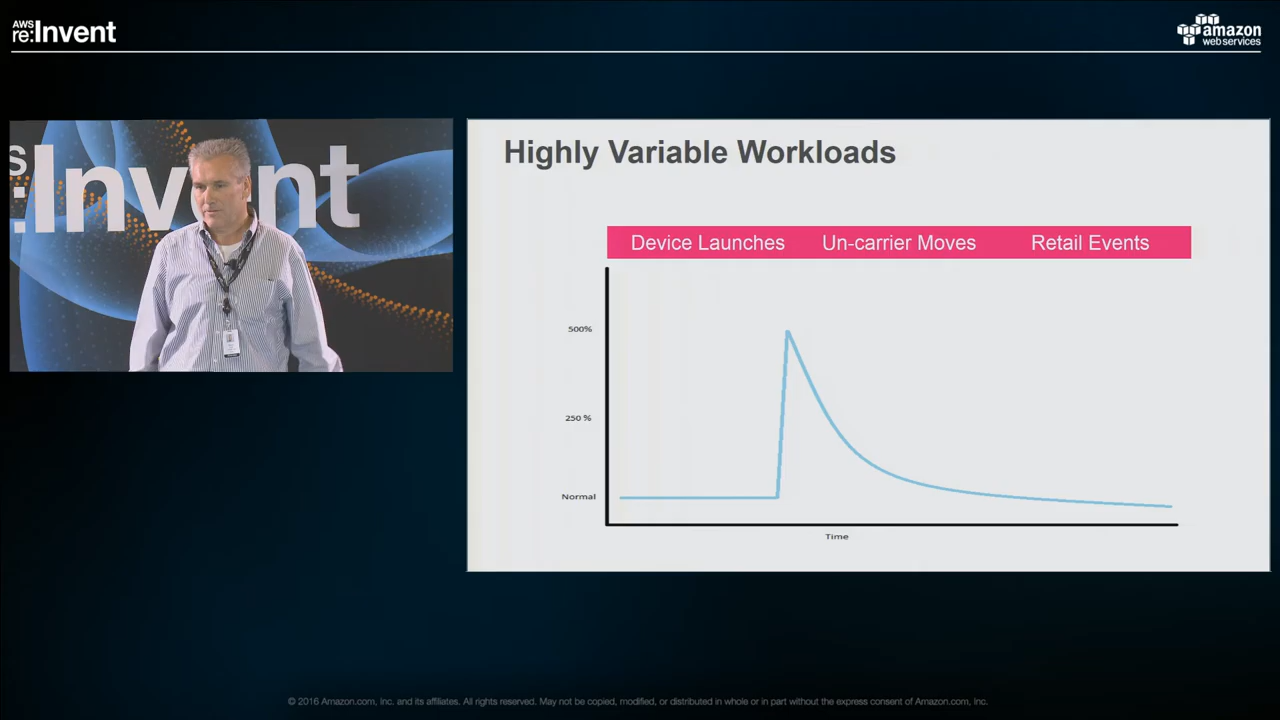 AWS
re:Invent
amazon
web services
s
:Invent
Highly Variable Workloads
Device Launches Un-carrier Moves Retail Events
500%
250 %
Normal
Time
© 2016 Amazon.com, Inc. and its affiliates. All rights reserved. May not be copied, modified, or distributed in whole or in part without the express consent of Amazon.com, Inc.